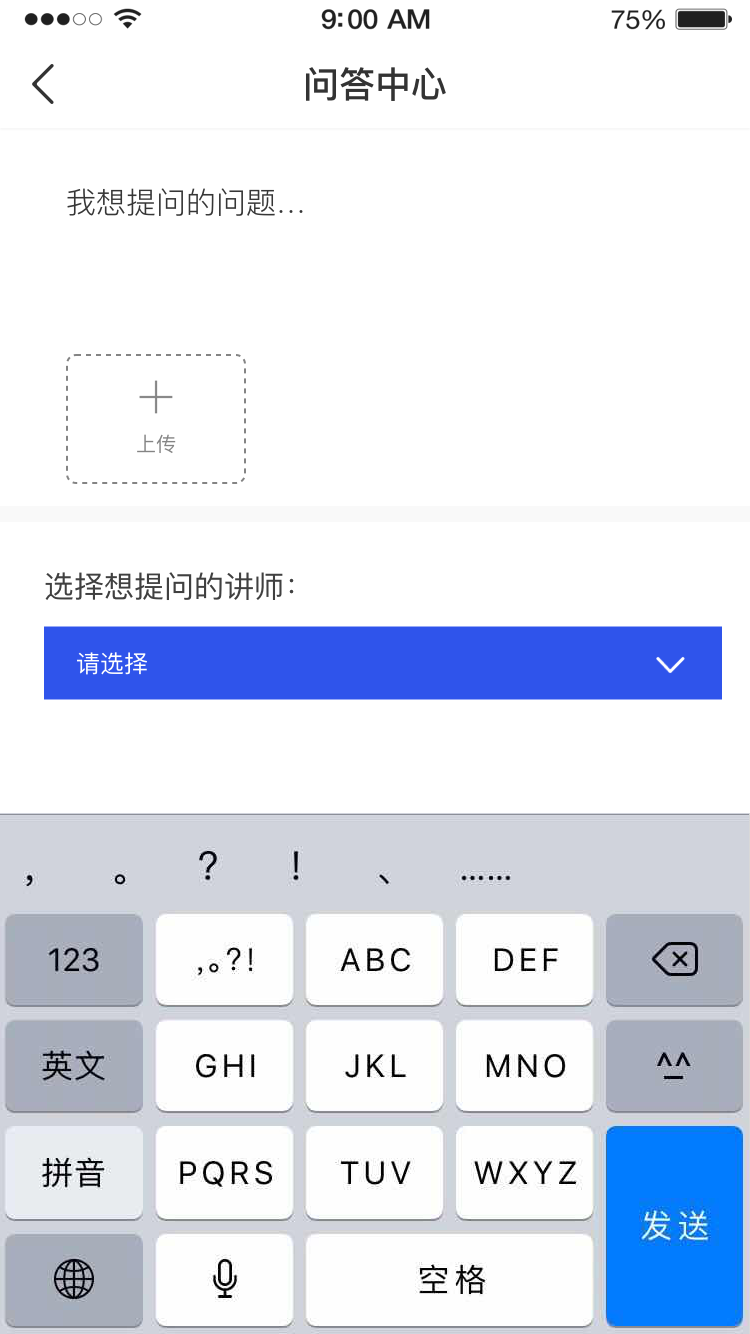 9:00 AM 75%
问答中心
我想提问的问题...
上传
选择想提问的讲师：
请选择
， 。 ？ ！ 、 ……
123 ,。?! ABC DEF
英文 GHI JKL MNO ^_^
拼音 PQRS TUV WXYZ
发送
空格